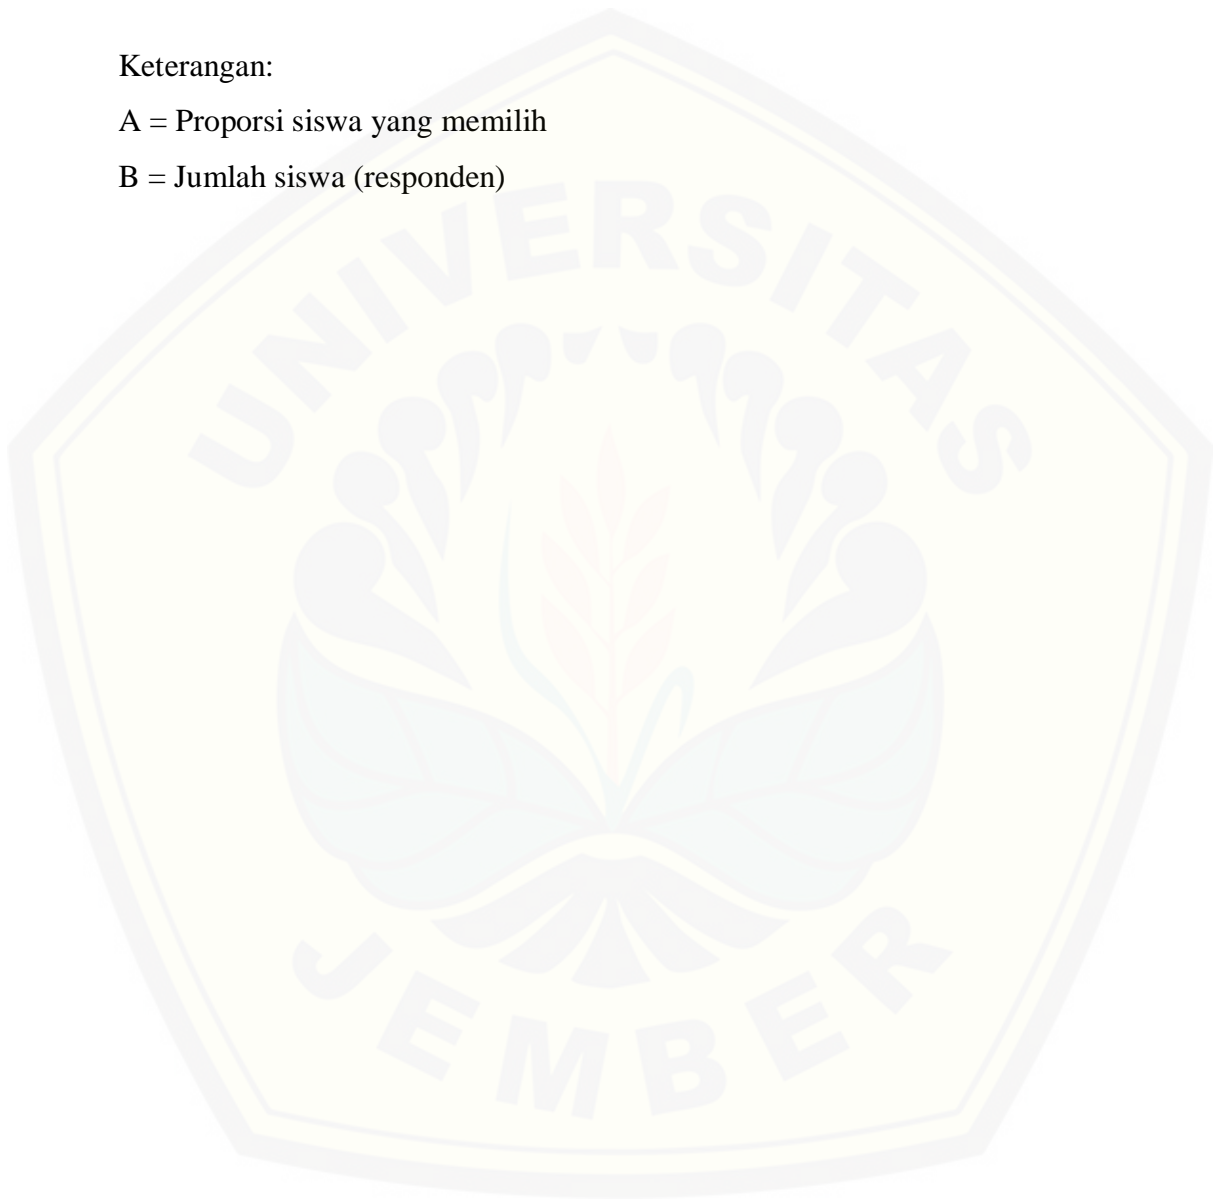 Keterangan:
A = Proporsi siswa yang memilih
B = Jumlah siswa (responden)
UNIVERSITAS
JEMBER